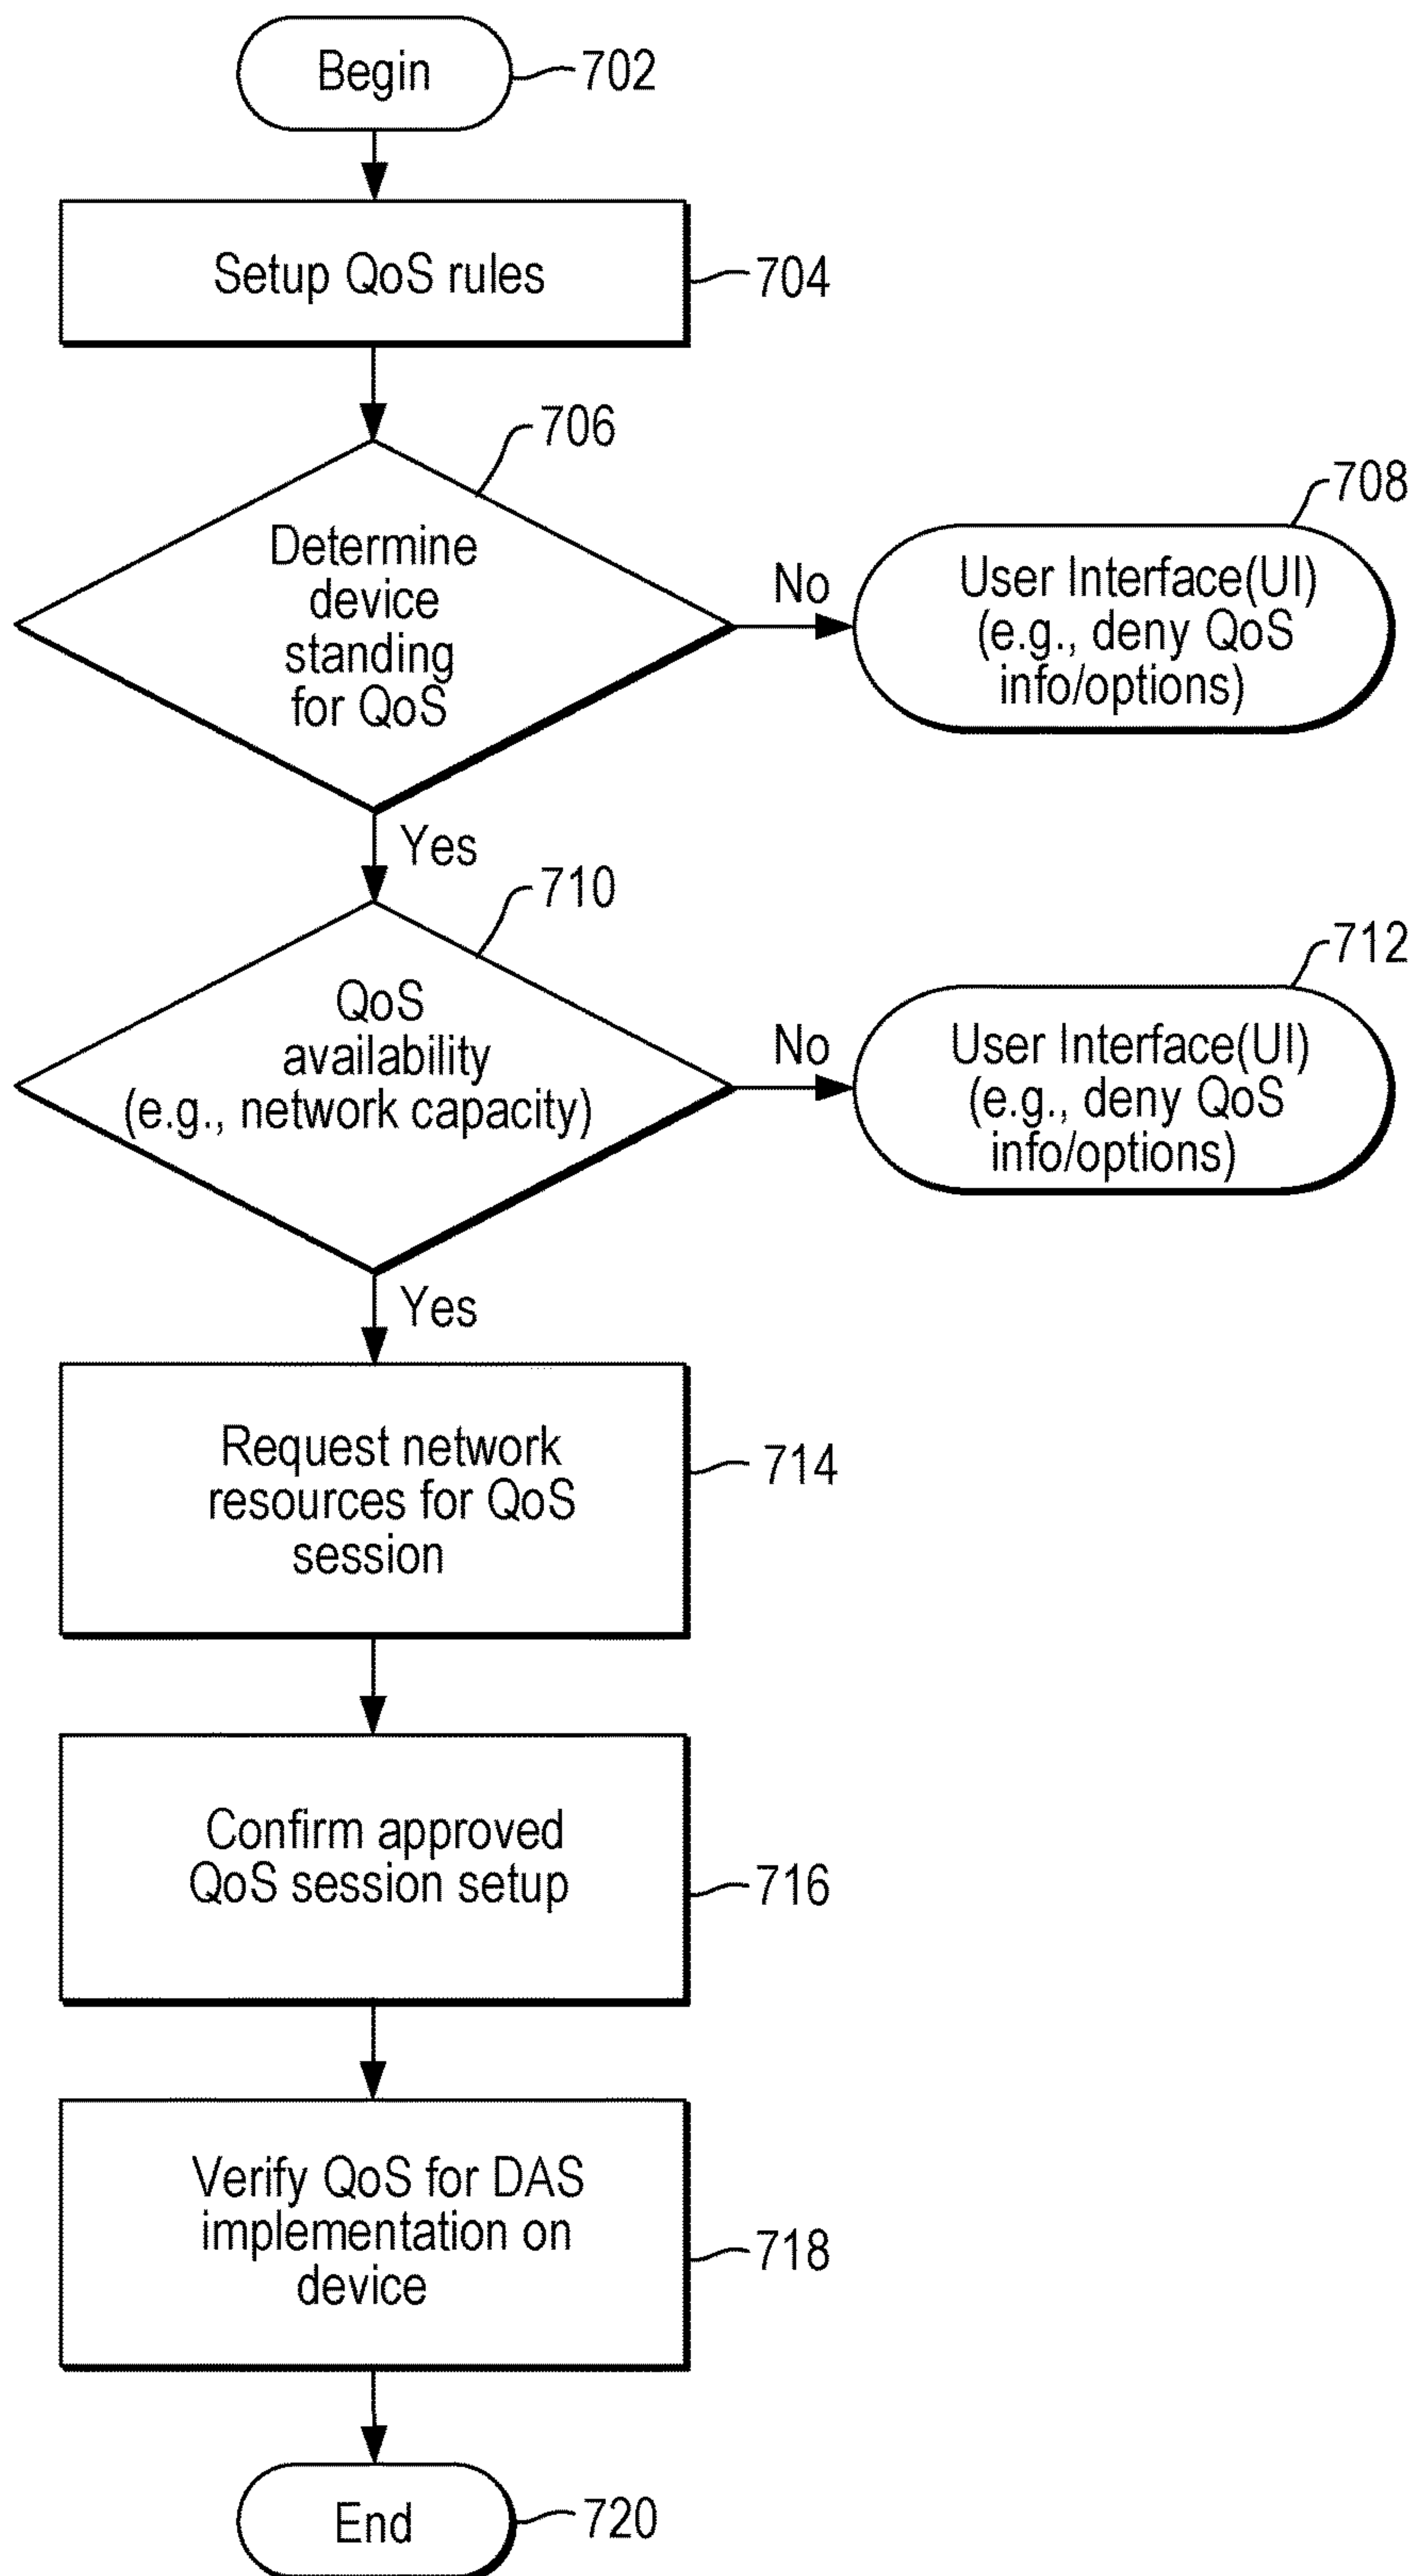 Begin
702
Setup QoS rules
704
706
Determine
device
standing
for QoS
No
708
User Interface(UI)
(e.g., deny QoS
info/options)
Yes
710
QoS
availability
(e.g., network capacity)
No
712
User Interface(UI)
(e.g., deny QoS
info/options)
Yes
Request network
resources for QoS
session
714
Confirm approved
QoS session setup
716
Verify QoS for DAS
implementation on
device
718
End
720